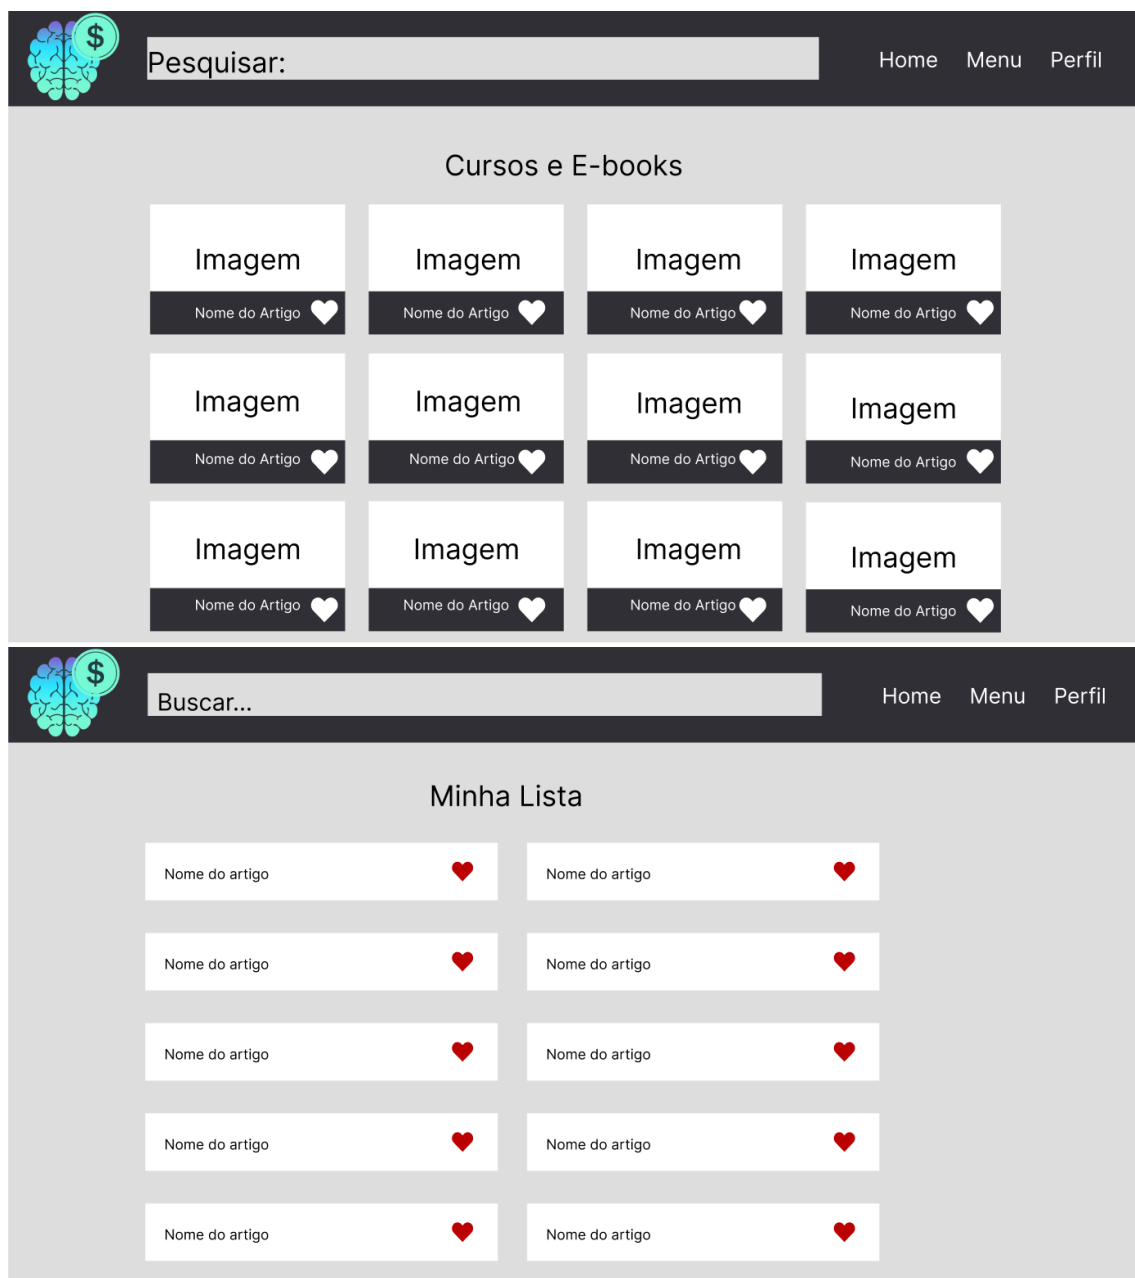 $
Pesquisar:
Home Menu Perfil
Cursos e E-books
Imagem Imagem Imagem Imagem
Nome do Artigo Nome do Artigo Nome do Artigo Nome do Artigo
Imagem Imagem Imagem Imagem
Nome do Artigo Nome do Artigo Nome do Artigo Nome do Artigo
Imagem Imagem Imagem Imagem
Nome do Artigo Nome do Artigo Nome do Artigo Nome do Artigo
$
Buscar...
Home Menu Perfil
Minha Lista
Nome do artigo Nome do artigo
Nome do artigo Nome do artigo
Nome do artigo Nome do artigo
Nome do artigo Nome do artigo
Nome do artigo Nome do artigo